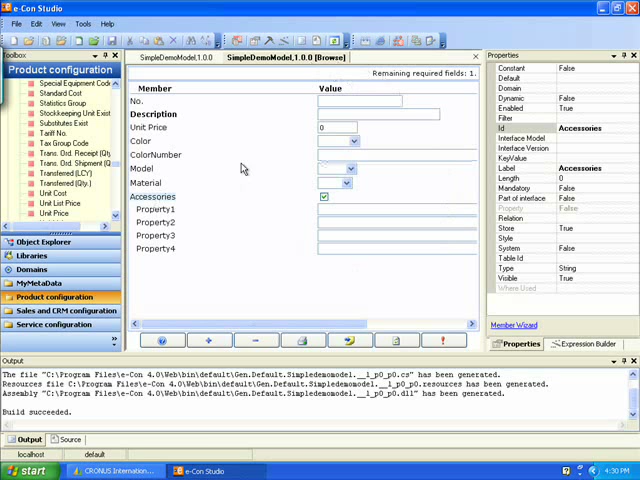 e-Con Studio
File Edit View Tools Help
Toolbox
Product configuration
Special Equipment Code
Standard Cost
Statistics Group
Stockkeeping Unit Exist
Substitutes Exist
Tariff No.
Tax Group Code
Trans. Ord. Receipt (Qty.)
Trans. Ord. Shipment (Q
Transferred (LCY)
Transferred (Qty.)
Unit Cost
Unit List Price
Unit Price
Object Explorer
Libraries
Domains
MyMetaData
Product configuration
Sales and CRM configuration
Service configuration
SimpleDemoModel,1.0.0
SimpleDemoModel,1.0.0 [Browse]
Remaining required fields: 1.
Member Value
No.
Description
Unit Price 0
Color
ColorNumber
Model
Material
Accessories
Property1
Property2
Property3
Property4
Properties
Constant False
Default
Domain
Dynamic False
Enabled True
Filter
Id Accessories
Interface Model
Interface Version
KeyValue
Label Accessories
Length 0
Mandatory False
Part of interface False
Property False
Relation
Store True
Style
System False
Table Id
Type String
Visible True
Where Used
Member Wizard
Properties Expression Builder
Output
The file "C:\Program Files\e-Con 4.0\Web\bin\default\Gen.Default.Simpledemomodel.__1_p0_p0.cs" has been generated.
Resources file C:\Program Files\e-Con 4.0\Web\bin\default\Gen.Default.Simpledemomodel.__1_p0_p0.resources has been generated.
Assembly "C:\Program Files\e-Con 4.0\Web\bin\default\Gen.Default.Simpledemomodel.__1_p0_p0.dll" has been generated.
Build succeeded.
Output Source
localhost default
start
CRONUS Internation...
e-Con Studio
4:30 PM